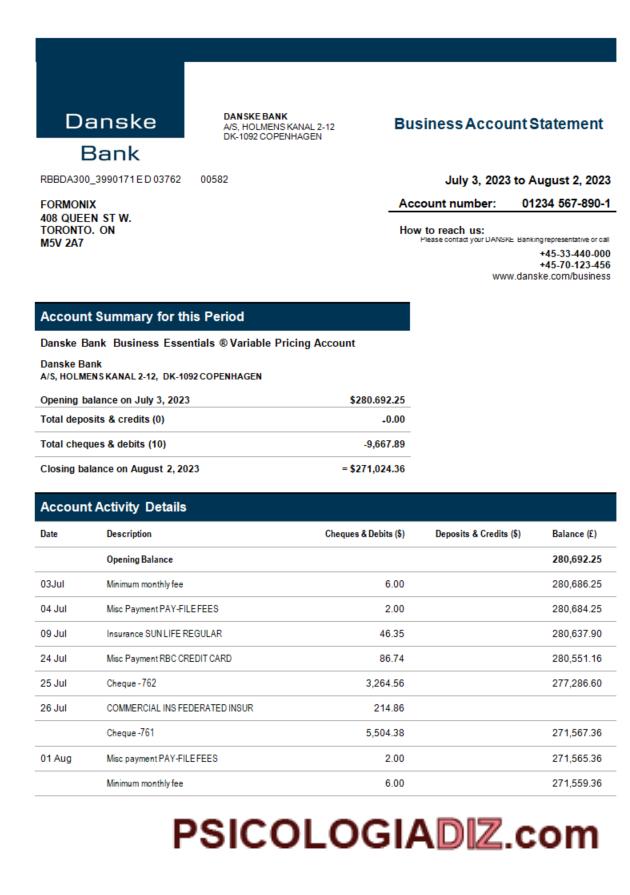 Danske
Bank
DANSKE BANK
A/S, HOLMENS KANAL 2-12
DK-1092 COPENHAGEN
Business Account Statement
RBBDA300_3990171 E D 03762 00582
July 3, 2023 to August 2, 2023
FORMONIX
408 QUEEN ST W.
TORONTO. ON
M5V 2A7
Account number: 01234 567-890-1
How to reach us:
Please contact your DANSKE Banking representative or call
+45-33-440-000
+45-70-123-456
www.danske.com/business
Account Summary for this Period
Danske Bank Business Essentials ® Variable Pricing Account
Danske Bank
A/S, HOLMENS KANAL 2-12, DK-1092 COPENHAGEN
Opening balance on July 3, 2023 $280.692.25
Total deposits & credits (0) -0.00
Total cheques & debits (10) -9,667.89
Closing balance on August 2, 2023 = $271,024.36
Account Activity Details
Date Description Cheques & Debits ($) Deposits & Credits ($) Balance (£)
Opening Balance 280,692.25
03Jul Minimum monthly fee 6.00 280,686.25
04 Jul Misc Payment PAY-FILE FEES 2.00 280,684.25
09 Jul Insurance SUN LIFE REGULAR 46.35 280,637.90
24 Jul Misc Payment RBC CREDIT CARD 86.74 280,551.16
25 Jul Cheque -762 3,264.56 277,286.60
26 Jul COMMERCIAL INS FEDERATED INSUR 214.86
Cheque -761 5,504.38 271,567.36
01 Aug Misc payment PAY-FILE FEES 2.00 271,565.36
Minimum monthly fee 6.00 271,559.36
PSICOLOGIADIZ.com